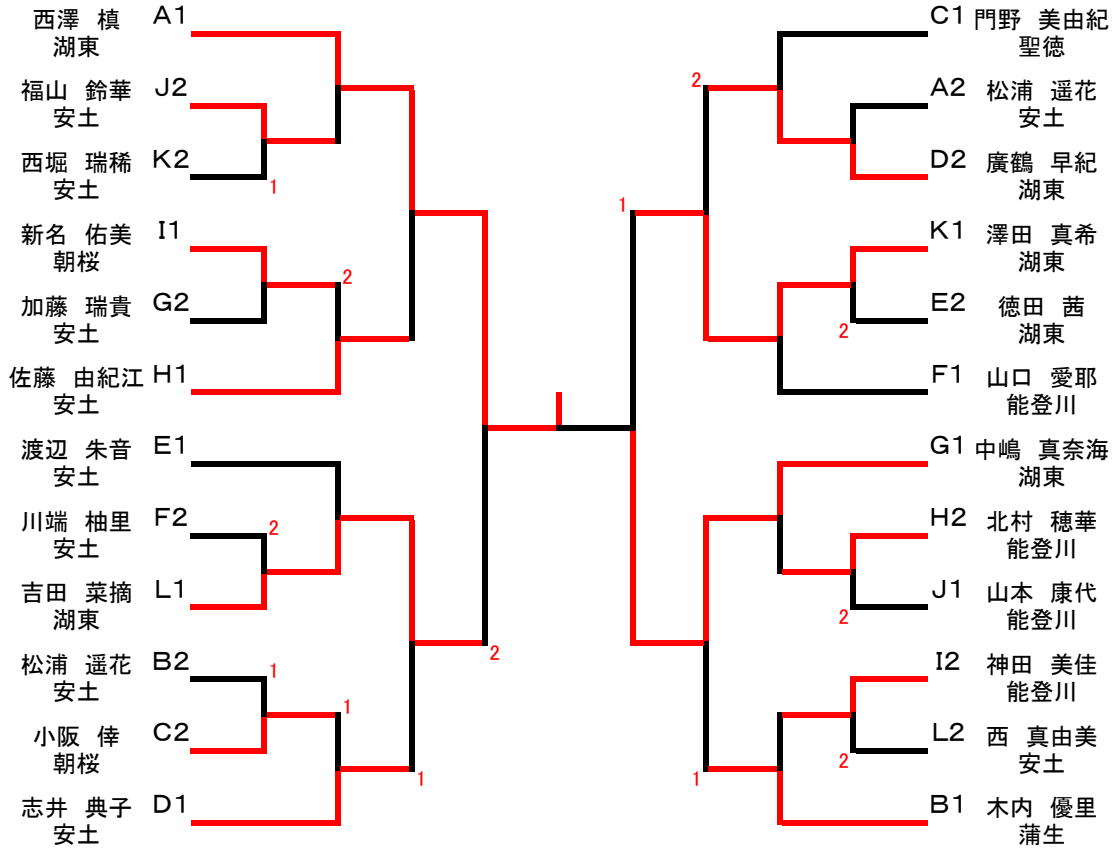 西澤 槙 A1
湖東
福山 鈴華 J2
安土
西堀 瑞稀 K2
安土
1
新名 佑美 I1
朝桜
2
加藤 瑞貴 G2
安土
佐藤 由紀江 H1
安土
渡辺 朱音 E1
安土
川端 柚里 F2
安土
2
吉田 菜摘 L1
湖東
松浦 遥花 B2
安土
1
小阪 倖 C2
朝桜
1
志井 典子 D1
安土
1
2
C1 門野 美由紀
聖徳
2
A2 松浦 遥花
安土
D2 廣鶴 早紀
湖東
1
K1 澤田 真希
湖東
E2 徳田 茜
湖東
2
F1 山口 愛耶
能登川
G1 中嶋 真奈海
湖東
H2 北村 穂華
能登川
J1 山本 康代
能登川
2
I2 神田 美佳
能登川
L2 西 真由美
安土
2
1
B1 木内 優里
蒲生